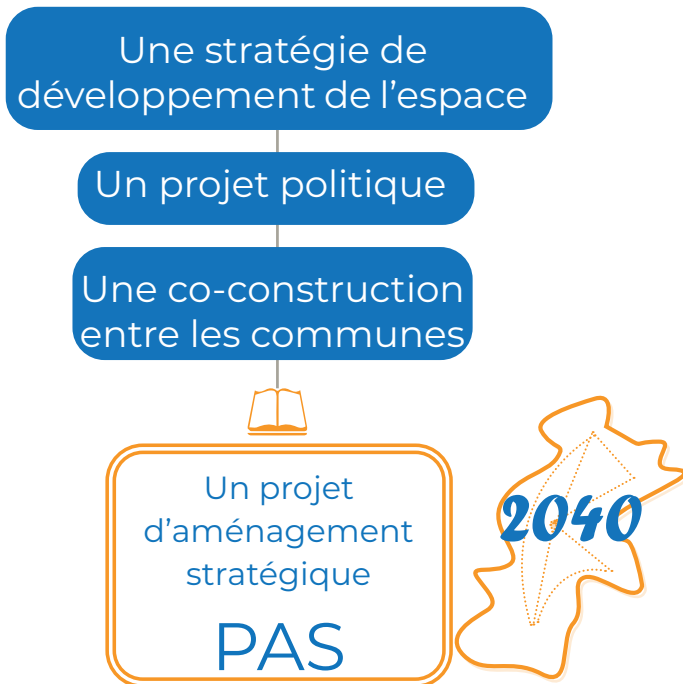 Une stratégie de
développement de l’espace
Un projet politique
Une co-construction
entre les communes
Un projet
d’aménagement
stratégique
PAS
2040